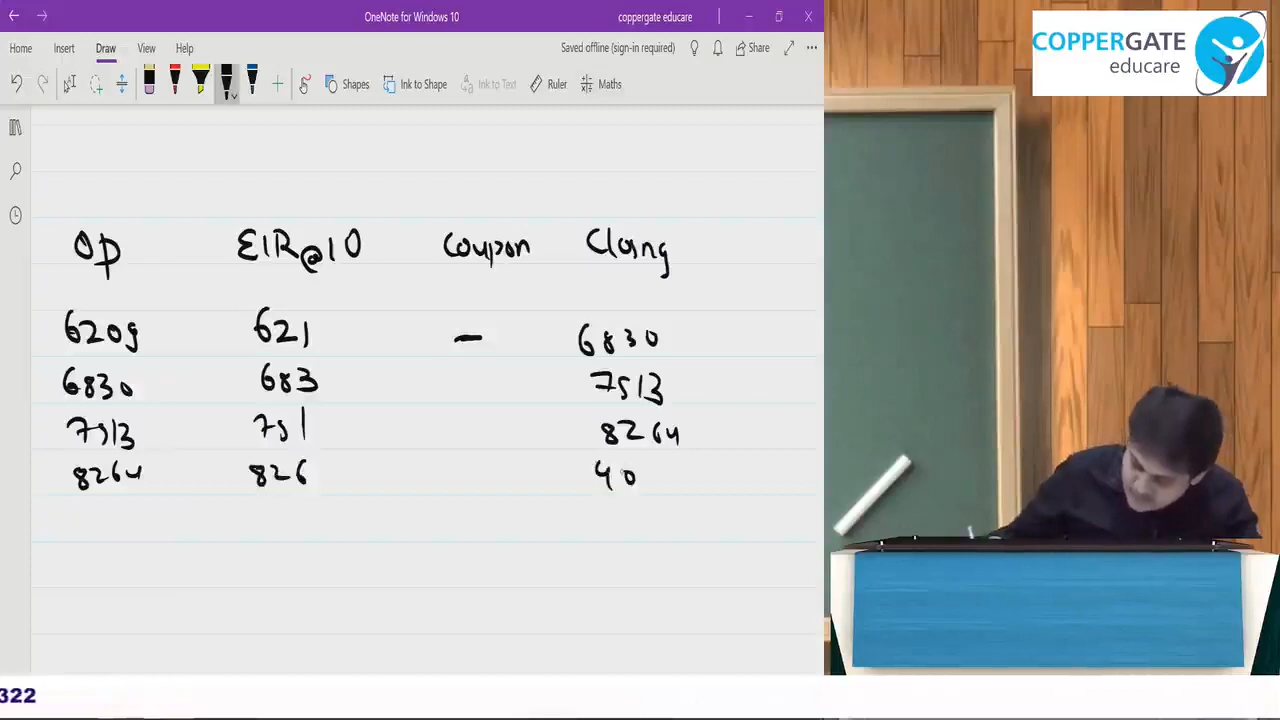 OneNote for Windows 10 coppergate educare
Home Insert Draw View Help Saved offline (sign-in required) Share
Shapes Ink to Shape Ink to Text Ruler Maths
COPPERGATE
educare
Op EIR@10 Coupon Closing
6209 621 - 6830
6830 683 7513
7513 751 8264
8264 826 90
322